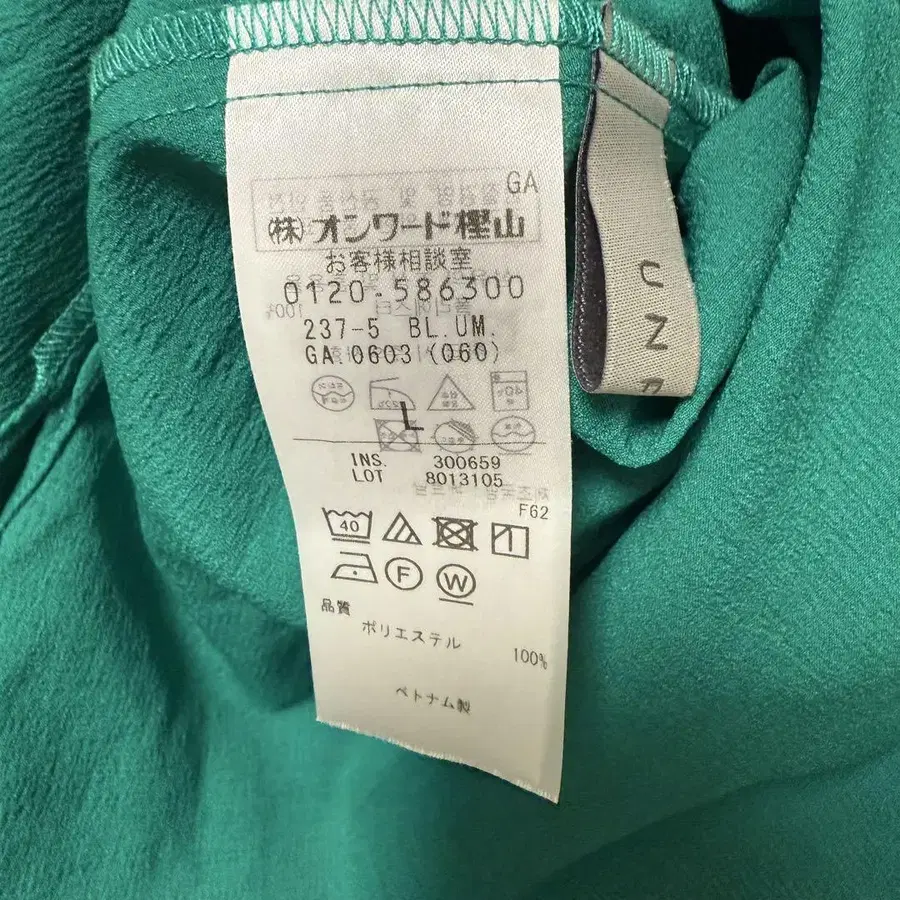 GA
㈱オンワード樫山
お客様相談室
0120-586300
237-5 BL.UM.
GA.0603 (060)
L
INS. 300659
LOT 8013105
F62
40
F
W
品質
ポリエステル
100%
ベトナム製
U N